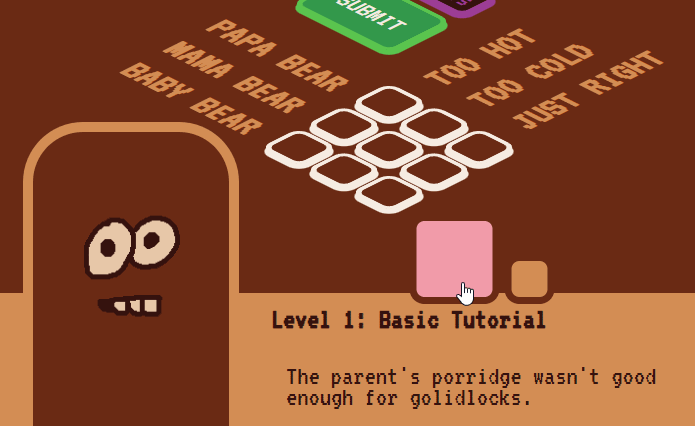 SUBMIT
PAPA BEAR
MAMA BEAR
BABY BEAR
TOO HOT
TOO COLD
JUST RIGHT
Level 1: Basic Tutorial
The parent's porridge wasn't good
enough for golidlocks.